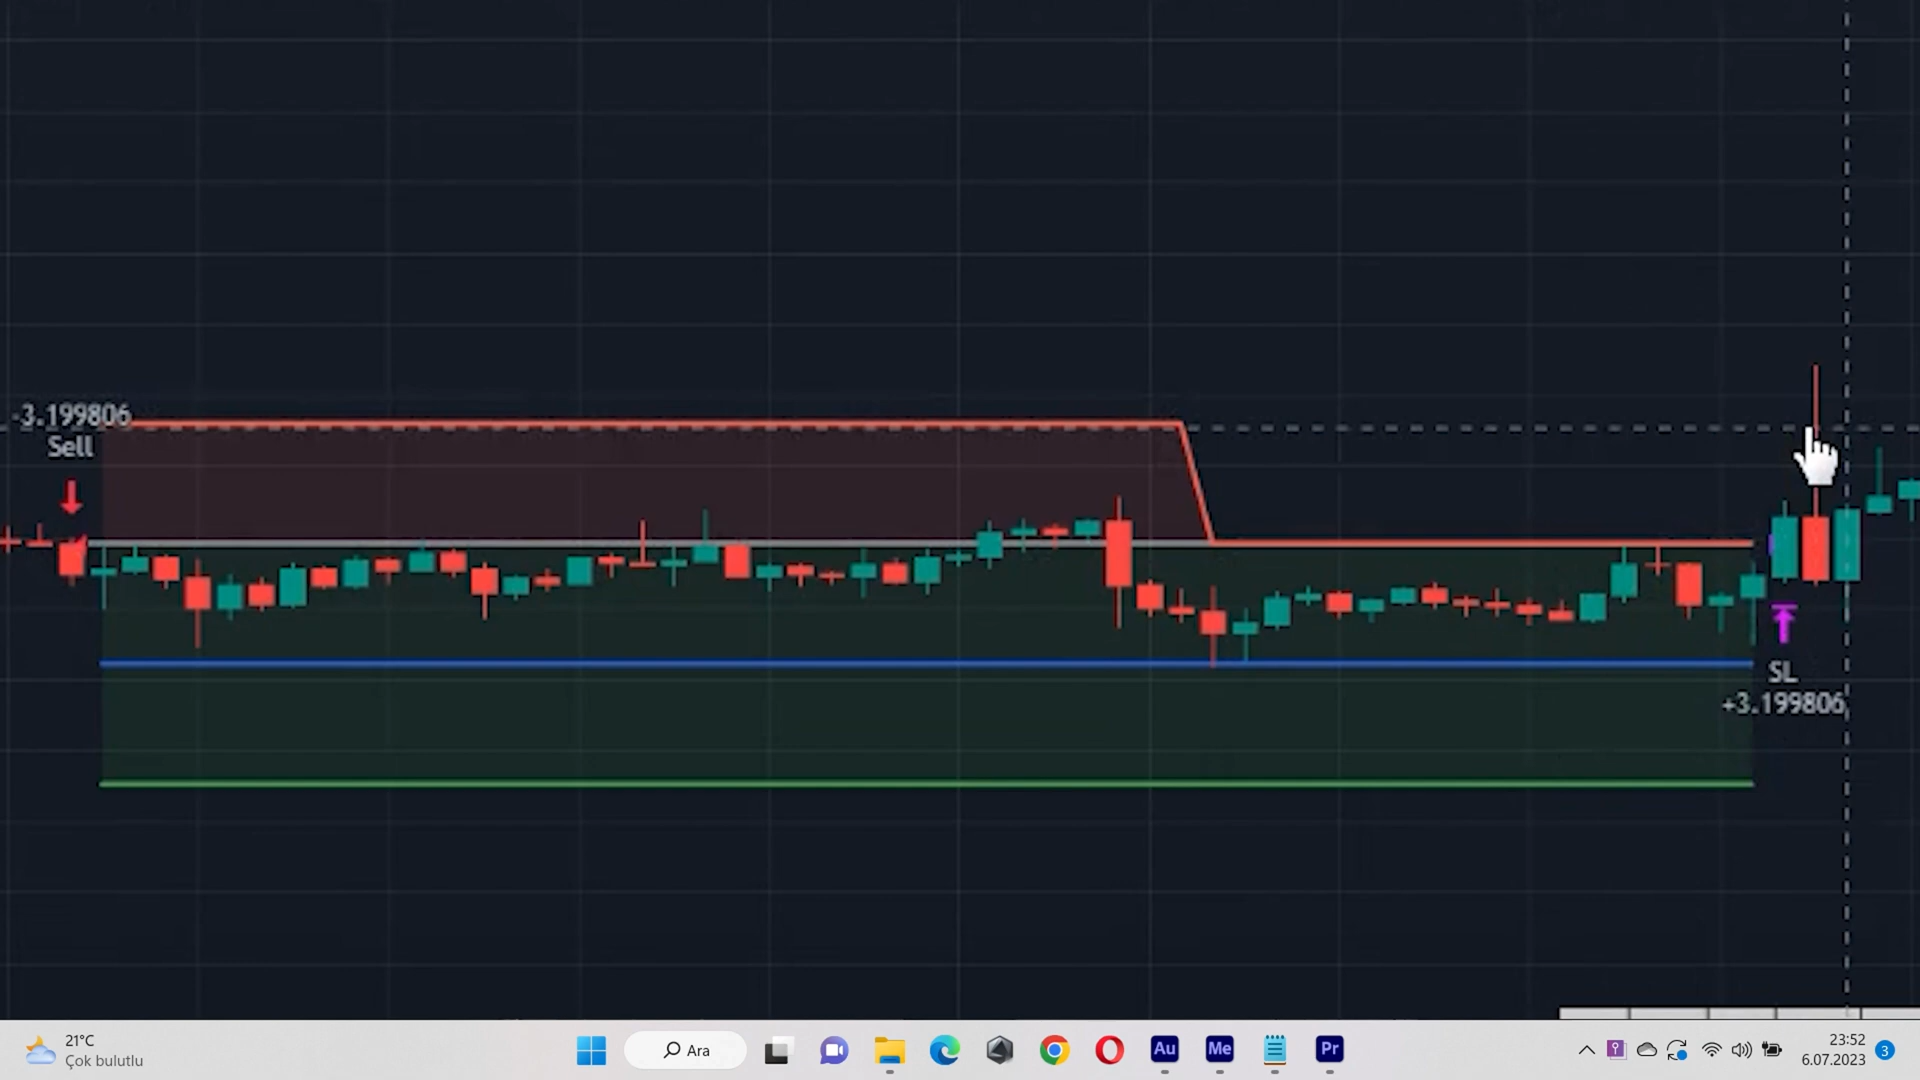 -3.199806
Sell
SL
+3.199806
21°C
Çok bulutlu
Ara
Au
Me
Pr
23:52
6.07.2023
3